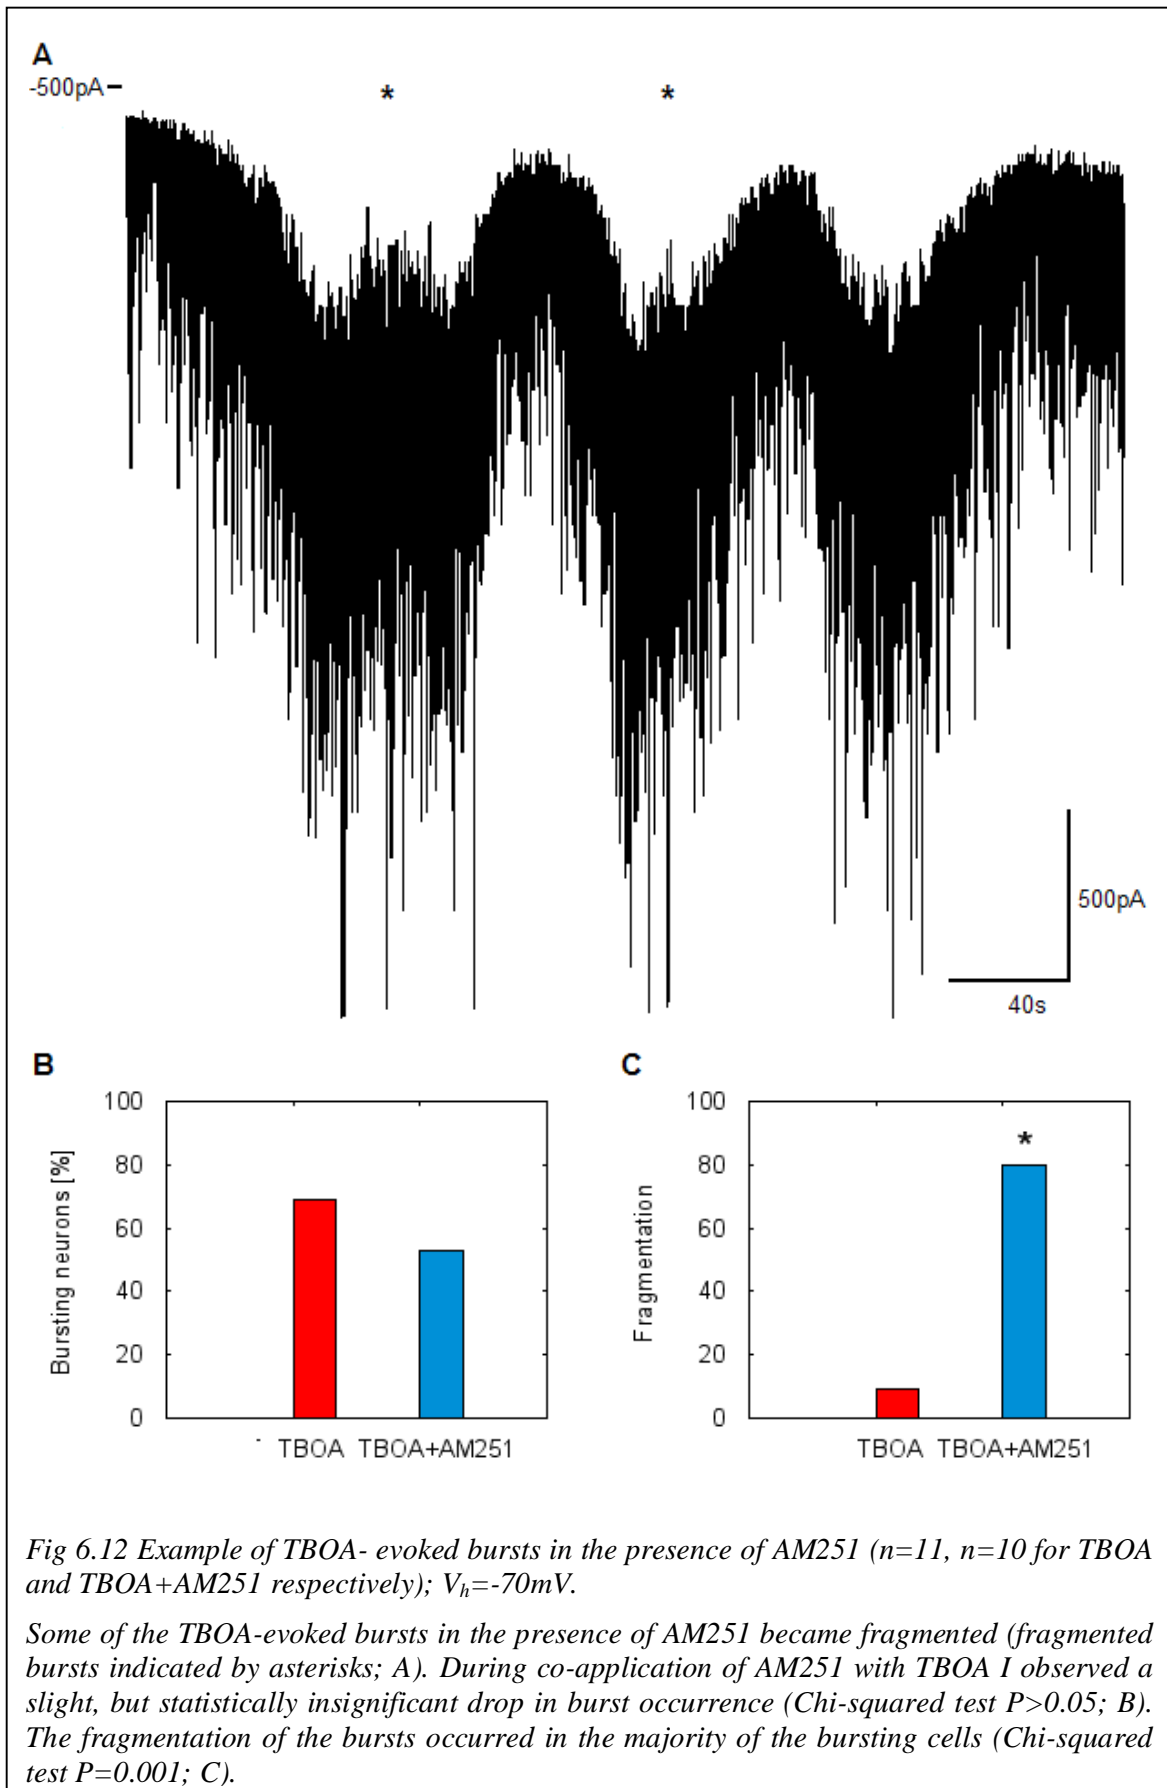 A
-500pA
* *
500pA
40s
B
C
100
80
60
40
20
0
Bursting neurons [%]
TBOA TBOA+AM251
100
80
60
40
20
0
Fragmentation
*
TBOA TBOA+AM251
Fig 6.12 Example of TBOA- evoked bursts in the presence of AM251 (n=11, n=10 for TBOA
and TBOA+AM251 respectively); Vh=-70mV.
Some of the TBOA-evoked bursts in the presence of AM251 became fragmented (fragmented
bursts indicated by asterisks; A). During co-application of AM251 with TBOA I observed a
slight, but statistically insignificant drop in burst occurrence (Chi-squared test P>0.05; B).
The fragmentation of the bursts occurred in the majority of the bursting cells (Chi-squared
test P=0.001; C).